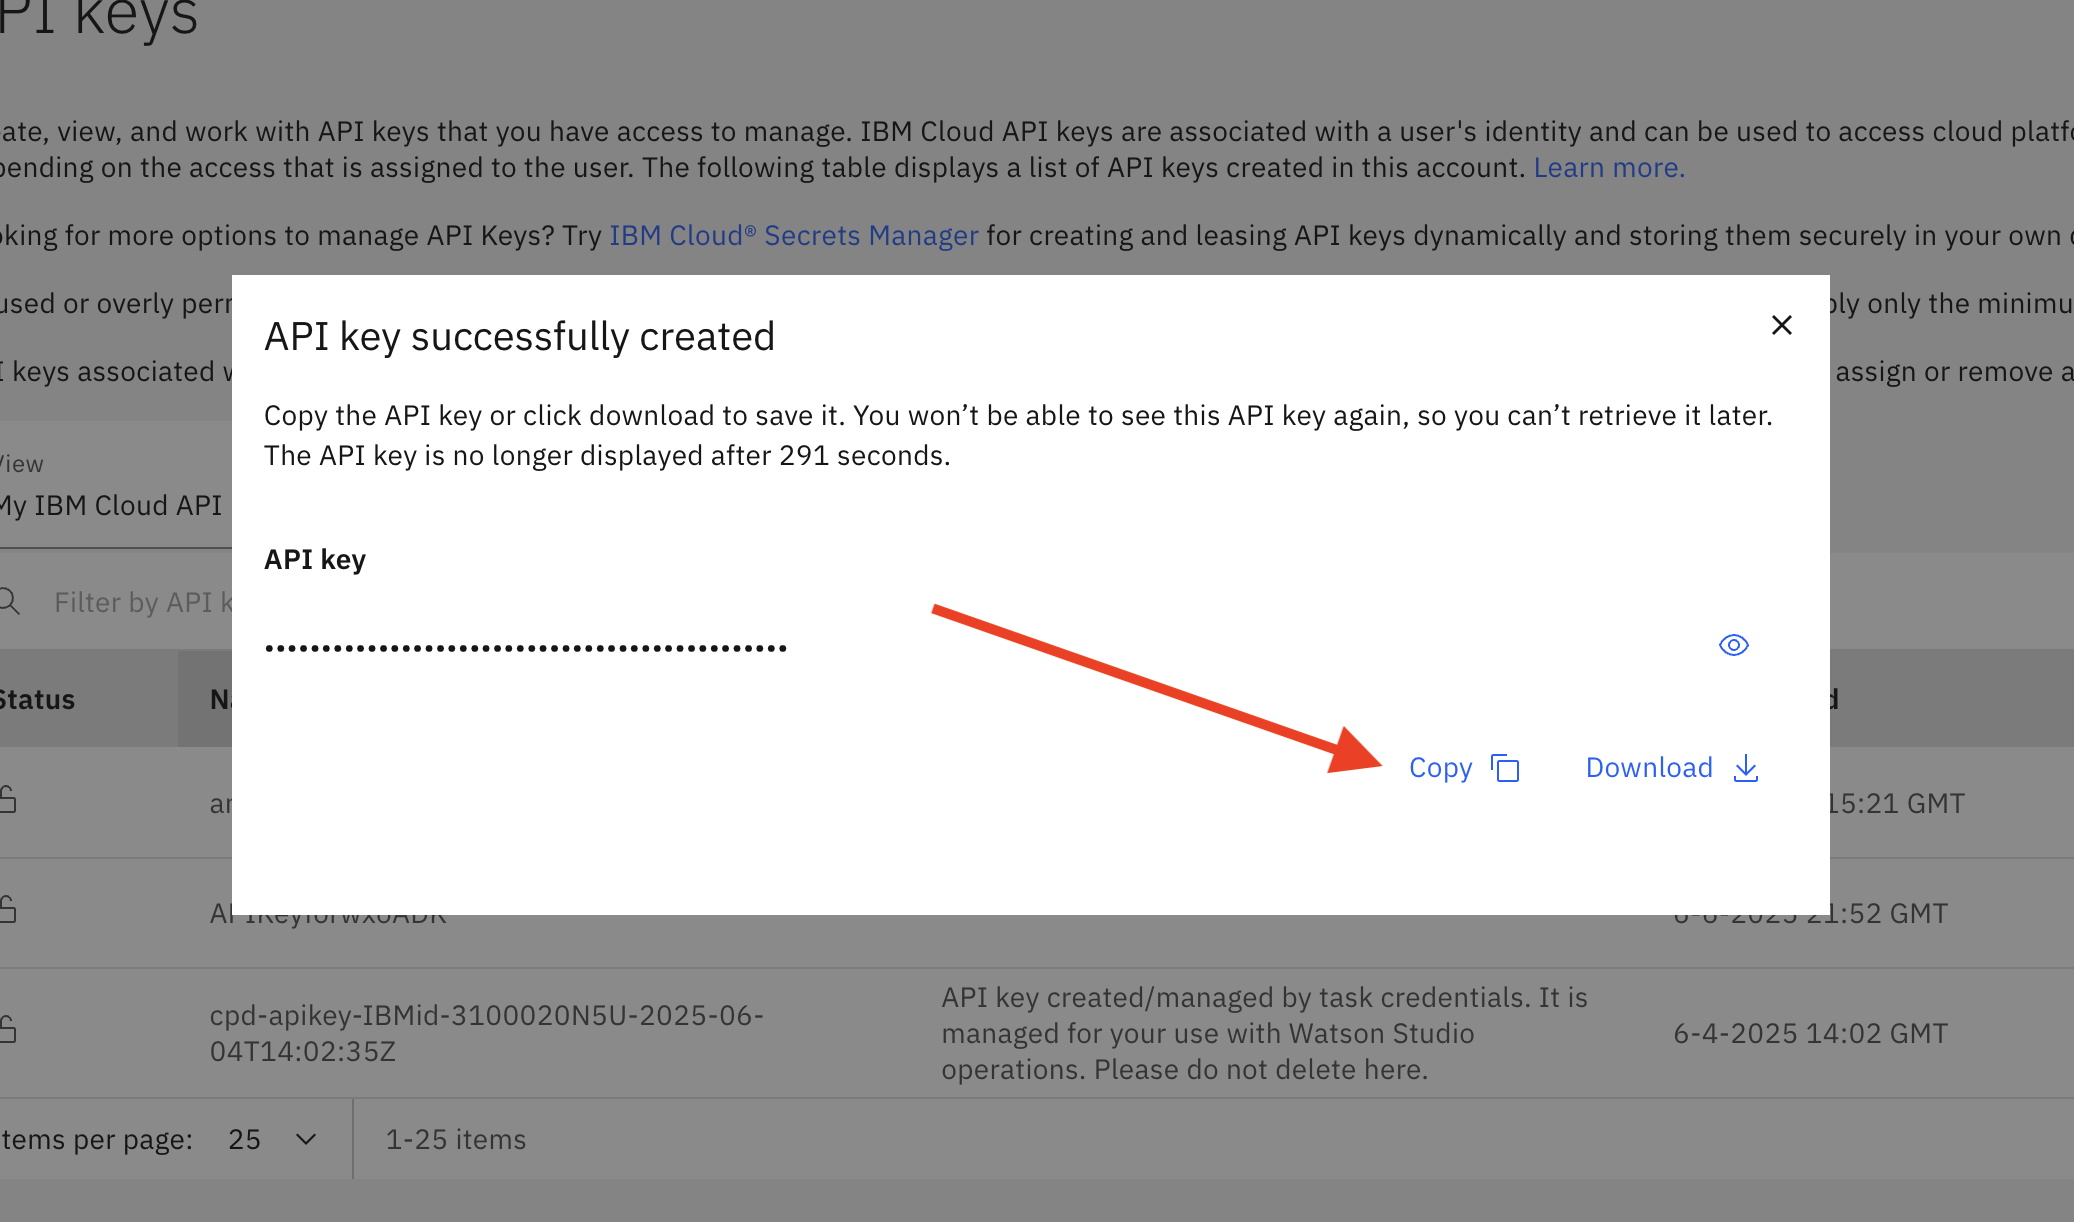 PI keys
ate, view, and work with API keys that you have access to manage. IBM Cloud API keys are associated with a user's identity and can be used to access cloud platfo
pending on the access that is assigned to the user. The following table displays a list of API keys created in this account. Learn more.
oking for more options to manage API Keys? Try IBM Cloud® Secrets Manager for creating and leasing API keys dynamically and storing them securely in your own
used or overly perm
ply only the minimu
I keys associated
assign or remove a
API key successfully created
Copy the API key or click download to save it. You won’t be able to see this API key again, so you can’t retrieve it later.
The API key is no longer displayed after 291 seconds.
View
My IBM Cloud API
API key
Filter by API k
••••••••••••••••••••••••••••••••••••••••••••••
Status
Na
d
Copy
Download
ar
15:21 GMT
APIKeyforwxoADK
6-6-2025 21:52 GMT
cpd-apikey-IBMid-3100020N5U-2025-06-
04T14:02:35Z
API key created/managed by task credentials. It is
managed for your use with Watson Studio
operations. Please do not delete here.
6-4-2025 14:02 GMT
tems per page: 25
1-25 items